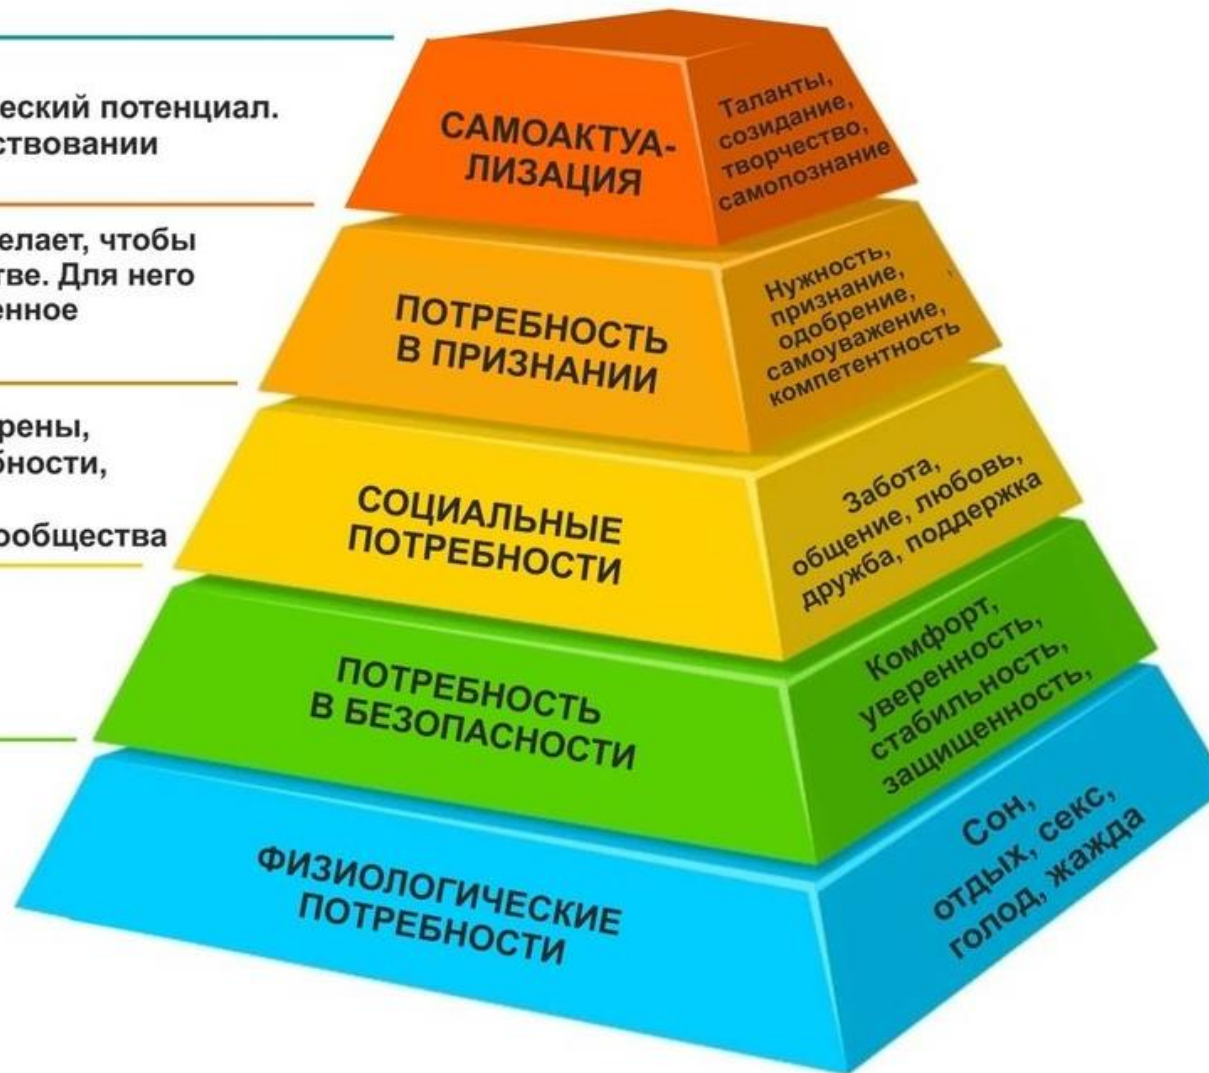 еский потенциал.
ствовании
САМОАКТУА-
ЛИЗАЦИЯ
Таланты,
созидание,
творчество,
самопознание
елает, чтобы
тве. Для него
енное
ПОТРЕБНОСТЬ
В ПРИЗНАНИИ
Нужность,
признание,
одобрение,
самоуважение,
компетентность
рены,
бности,
ообщества
СОЦИАЛЬНЫЕ
ПОТРЕБНОСТИ
Забота,
общение, любовь,
дружба, поддержка
ПОТРЕБНОСТЬ
В БЕЗОПАСНОСТИ
Комфорт,
уверенность,
стабильность,
защищенность,
ФИЗИОЛОГИЧЕСКИЕ
ПОТРЕБНОСТИ
Сон,
отдых, секс,
голод, жажда